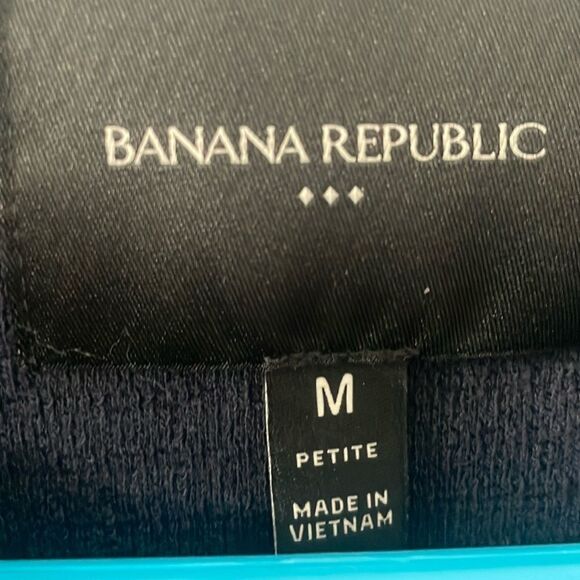 BANANA REPUBLIC
M
PETITE
MADE IN
VIETNAM